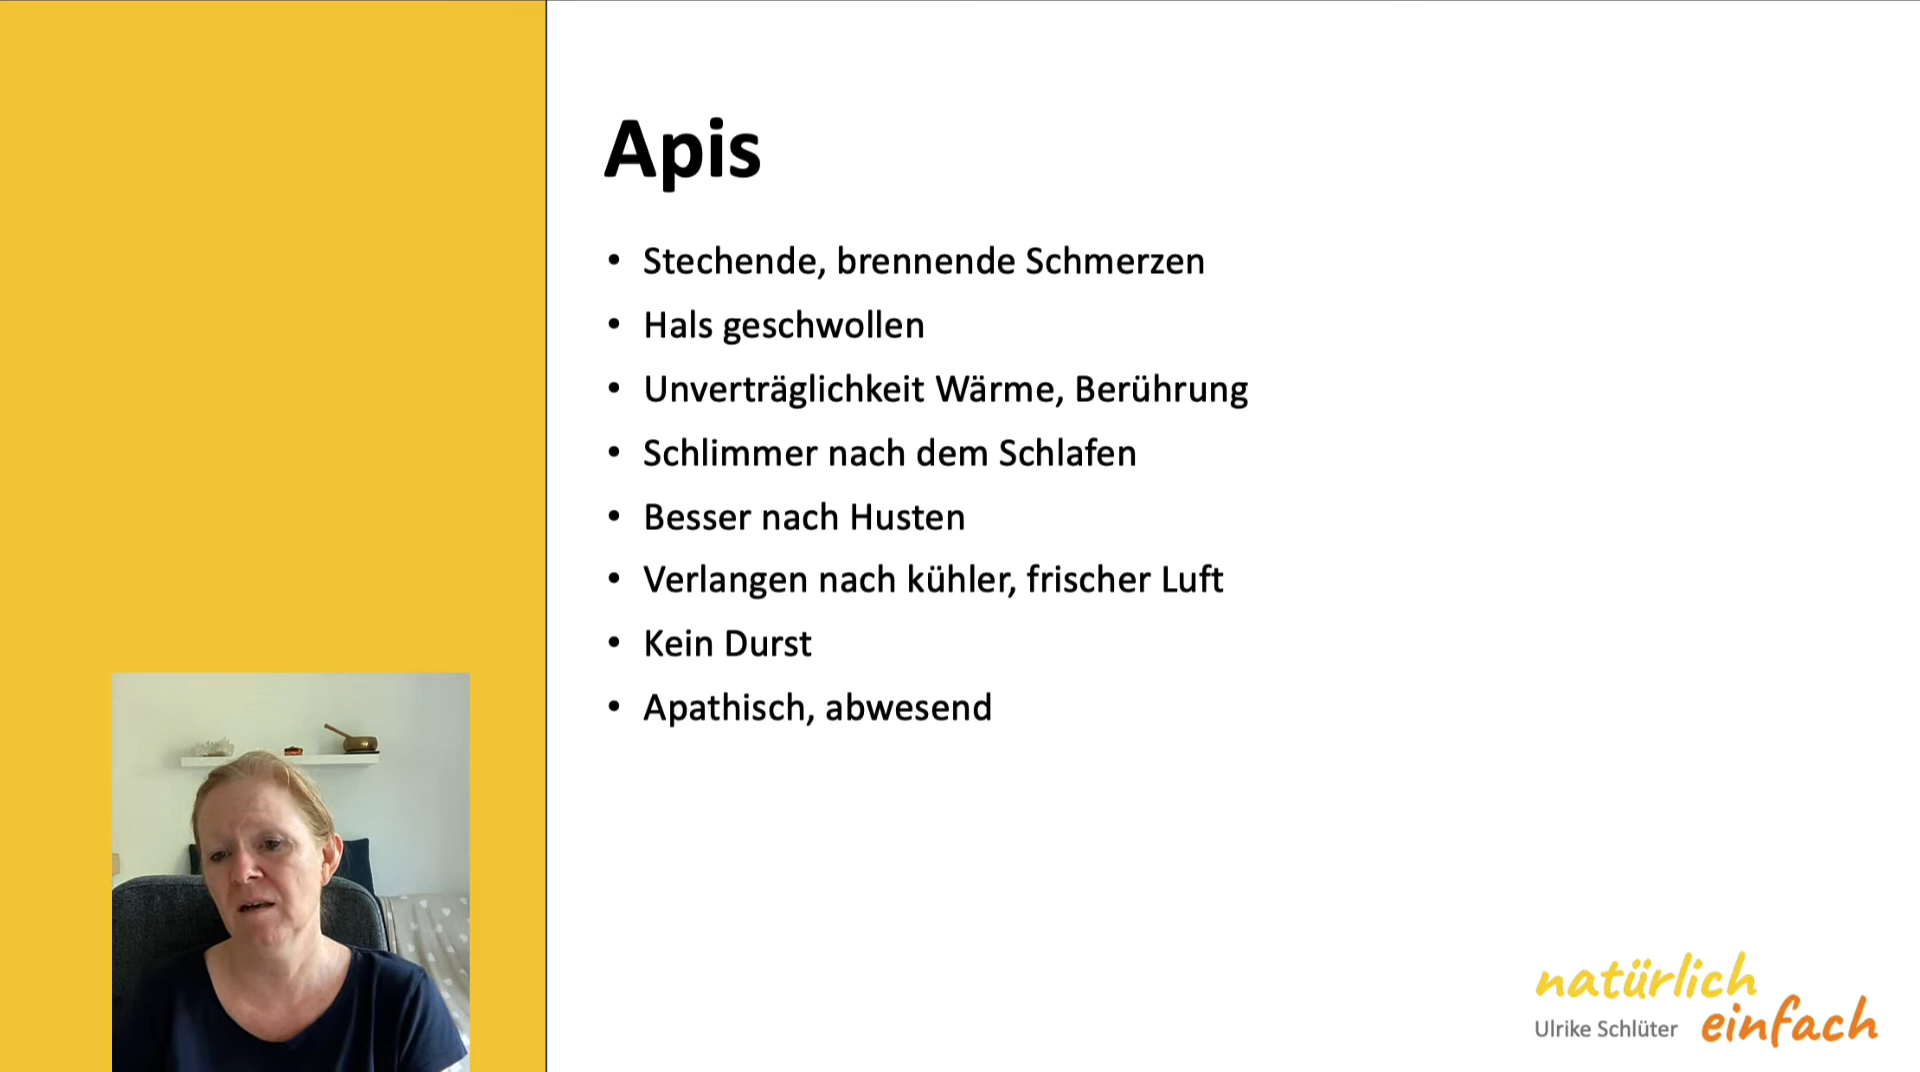 Apis
• Stechende, brennende Schmerzen
• Hals geschwollen
• Unverträglichkeit Wärme, Berührung
• Schlimmer nach dem Schlafen
• Besser nach Husten
• Verlangen nach kühler, frischer Luft
• Kein Durst
• Apathisch, abwesend
natürlich
Ulrike Schlüter einfach